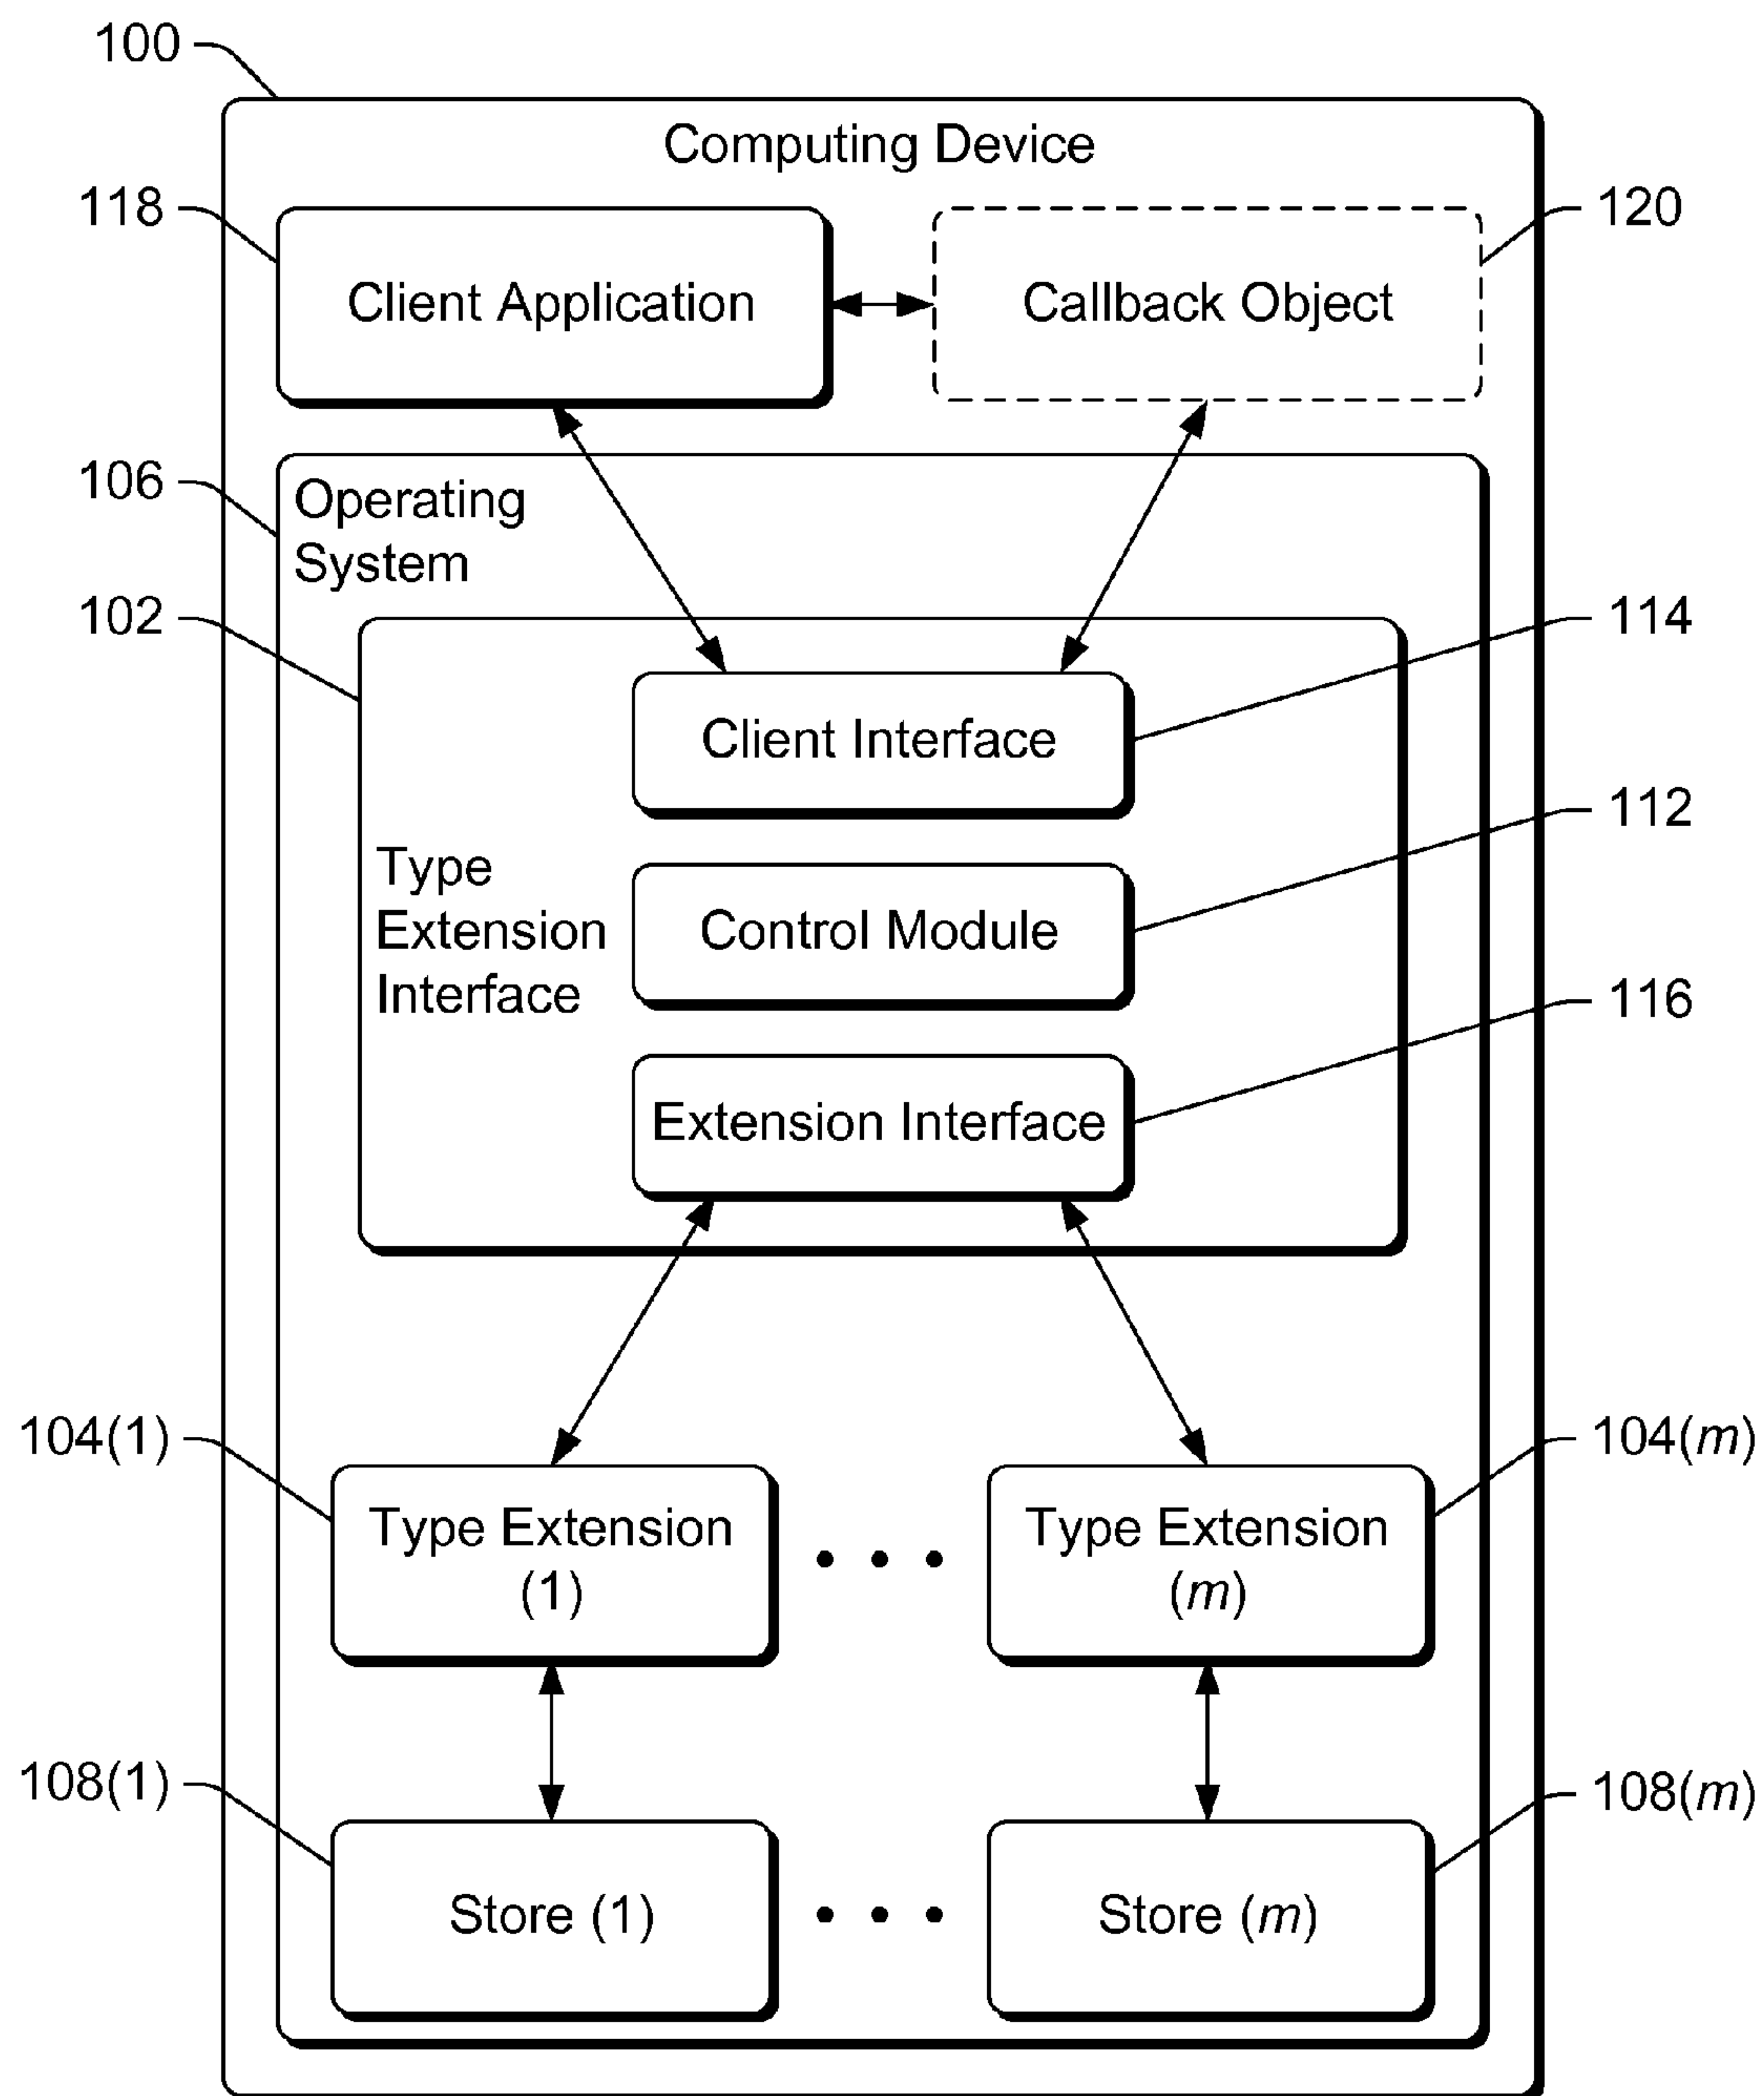 100
Computing Device
118
120
Client Application
Callback Object
106
Operating
System
102
114
Client Interface
112
Type
Extension
Interface
Control Module
116
Extension Interface
104(1)
104(m)
Type Extension
(1)
Type Extension
(m)
108(1)
108(m)
Store (1)
Store (m)